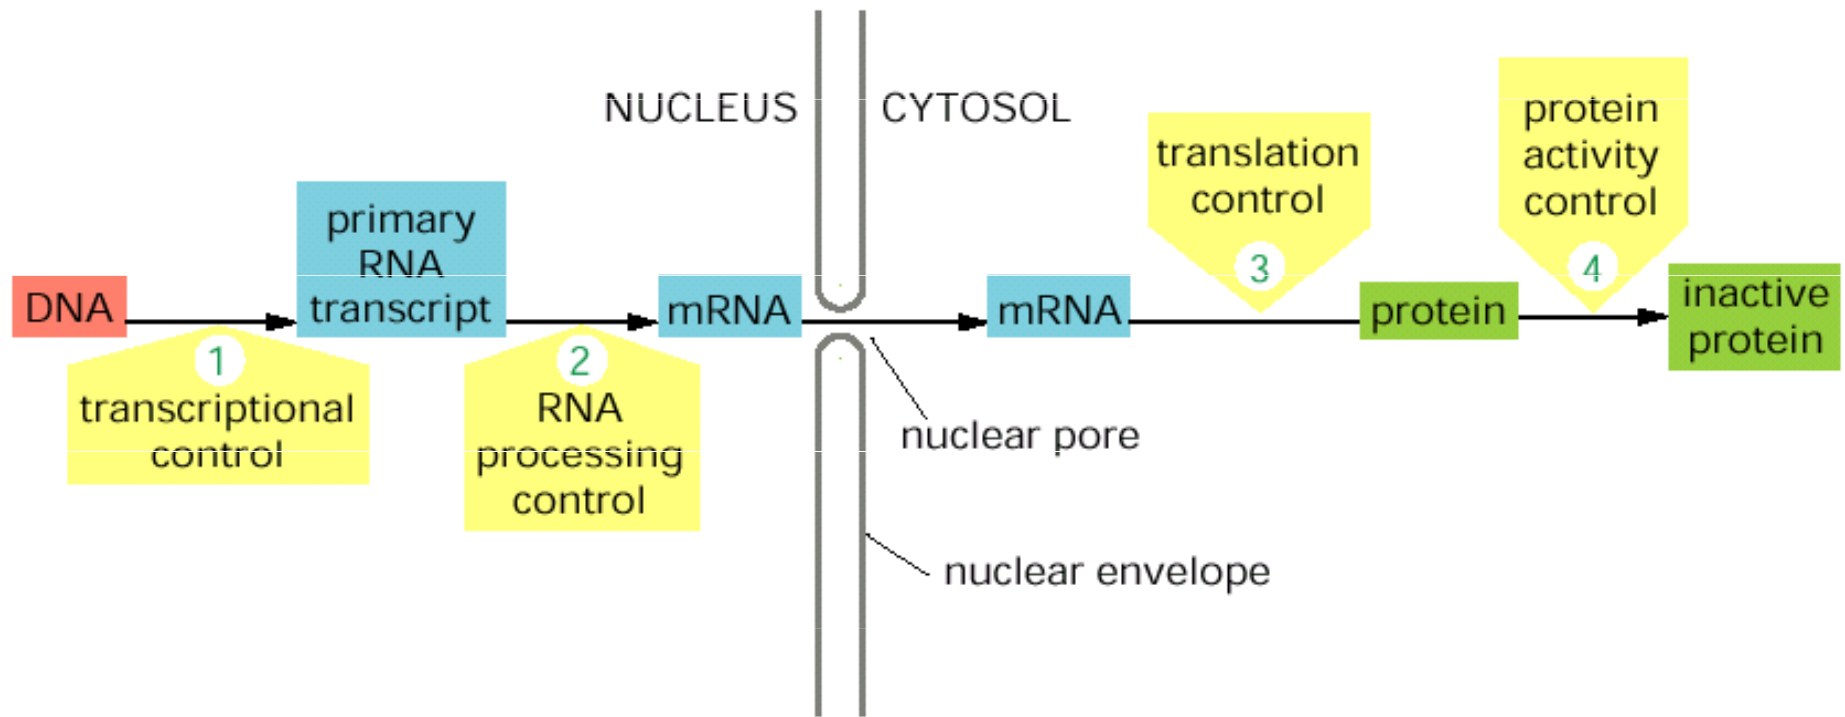 NUCLEUS
CYTOSOL
DNA
primary
RNA
transcript
mRNA
mRNA
protein
inactive
protein
1
transcriptional
control
2
RNA
processing
control
translation
control
3
protein
activity
control
4
nuclear pore
nuclear envelope